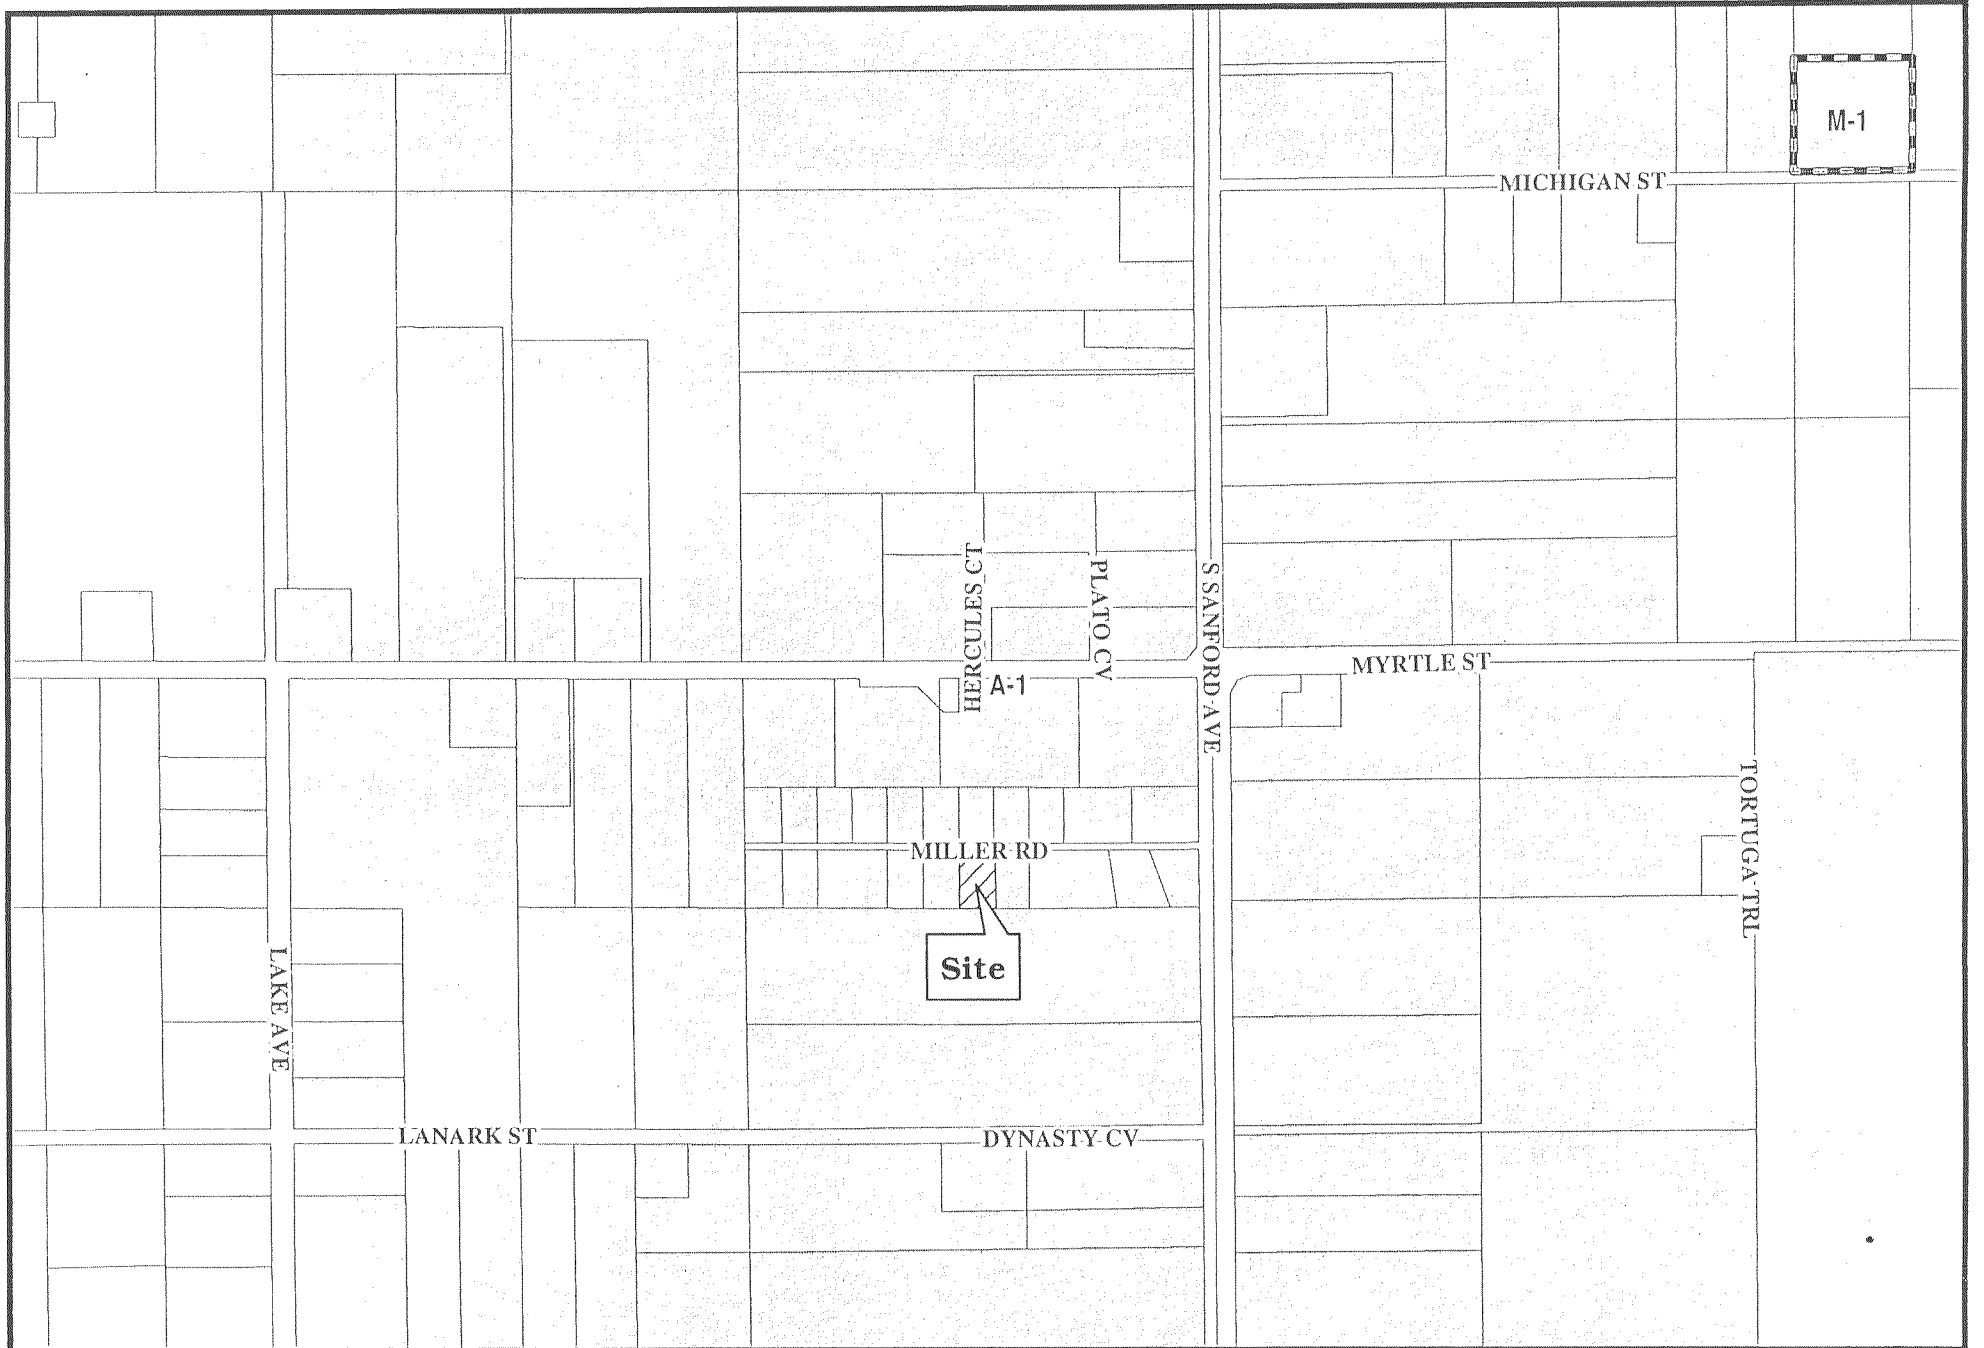 M-1
MICHIGAN ST
HERCULES CT
PLATO CV
S SANFORD AVE
MYRTLE ST
A-1
TORTUGA TRL
MILLER RD
Site
LAKE AVE
LANARK ST
DYNASTY CV